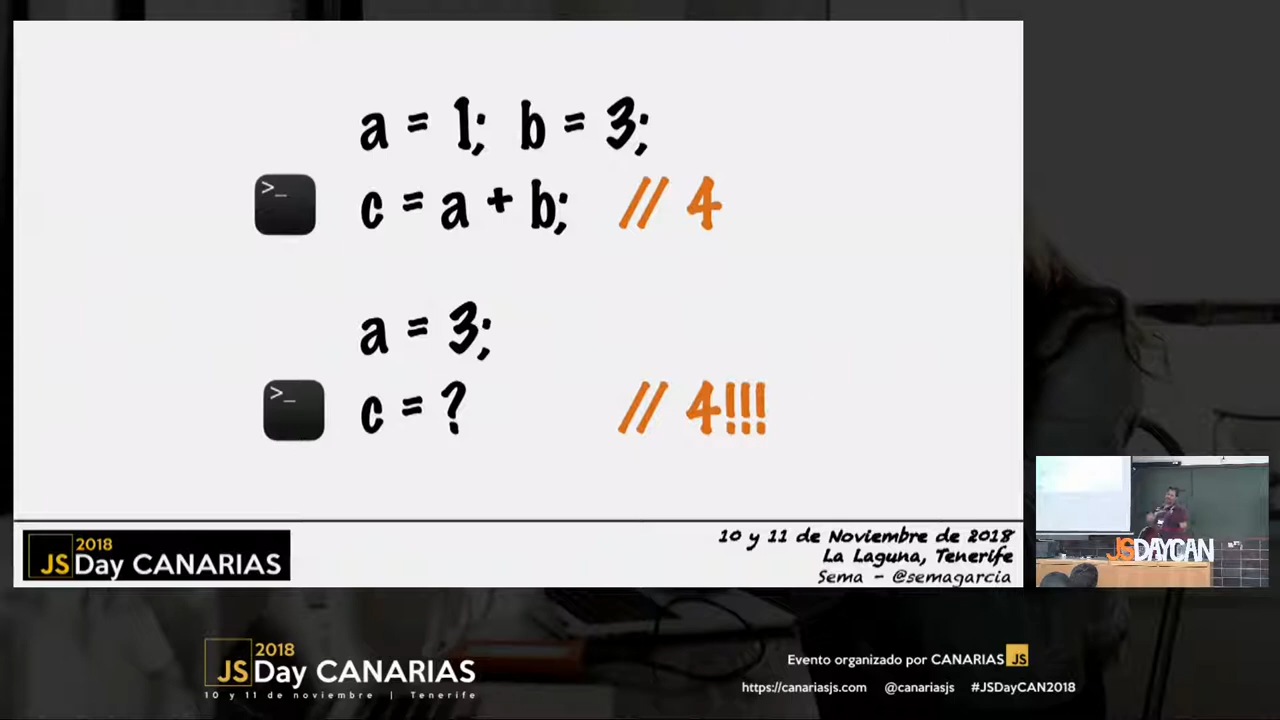 a = 1; b = 3;
>_
c = a + b; // 4
a = 3;
>_
c = ? // 4!!!
2018
JS Day CANARIAS
10 y 11 de Noviembre de 2018
La Laguna, Tenerife
Sema - @semagarcia
JSDAYCAN
2018
JS Day CANARIAS
10 y 11 de noviembre | Tenerife
Evento organizado por CANARIAS JS
https://canariasjs.com @canariasjs #JSDayCAN2018